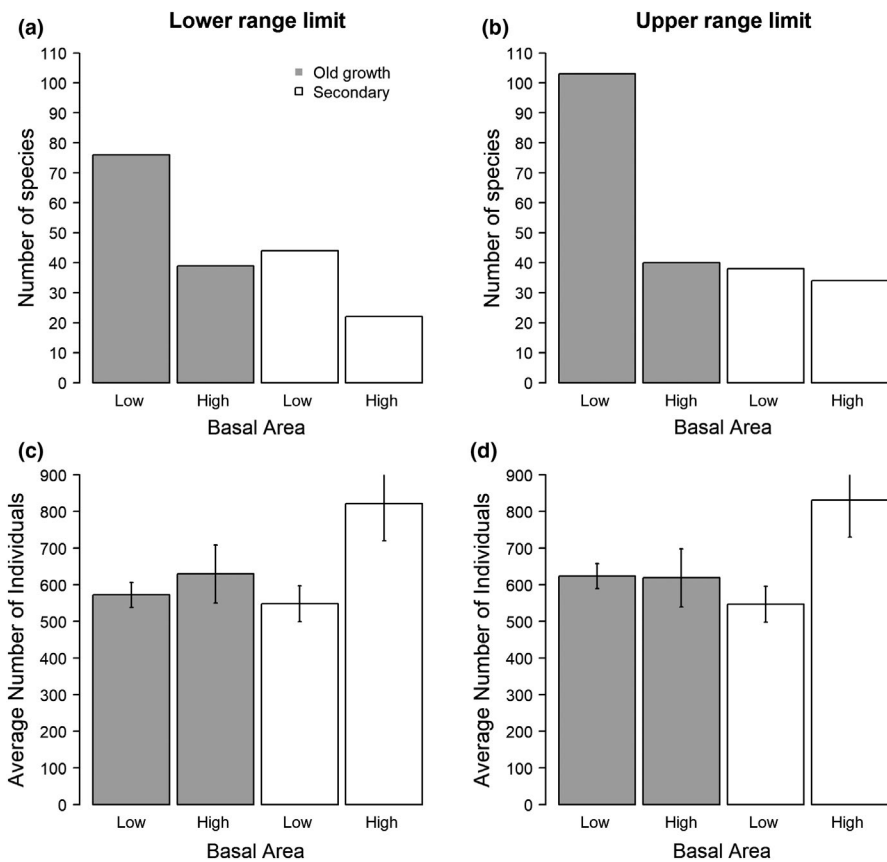 (a)
Lower range limit
110
100
90
80
70
60
50
40
30
20
10
0
Number of species
Old growth
Secondary
Low High Low High
Basal Area
(b)
Upper range limit
110
100
90
80
70
60
50
40
30
20
10
0
Number of species
Low High Low High
Basal Area
(c)
900
800
700
600
500
400
300
200
100
0
Average Number of Individuals
Low High Low High
Basal Area
(d)
900
800
700
600
500
400
300
200
100
0
Average Number of Individuals
Low High Low High
Basal Area